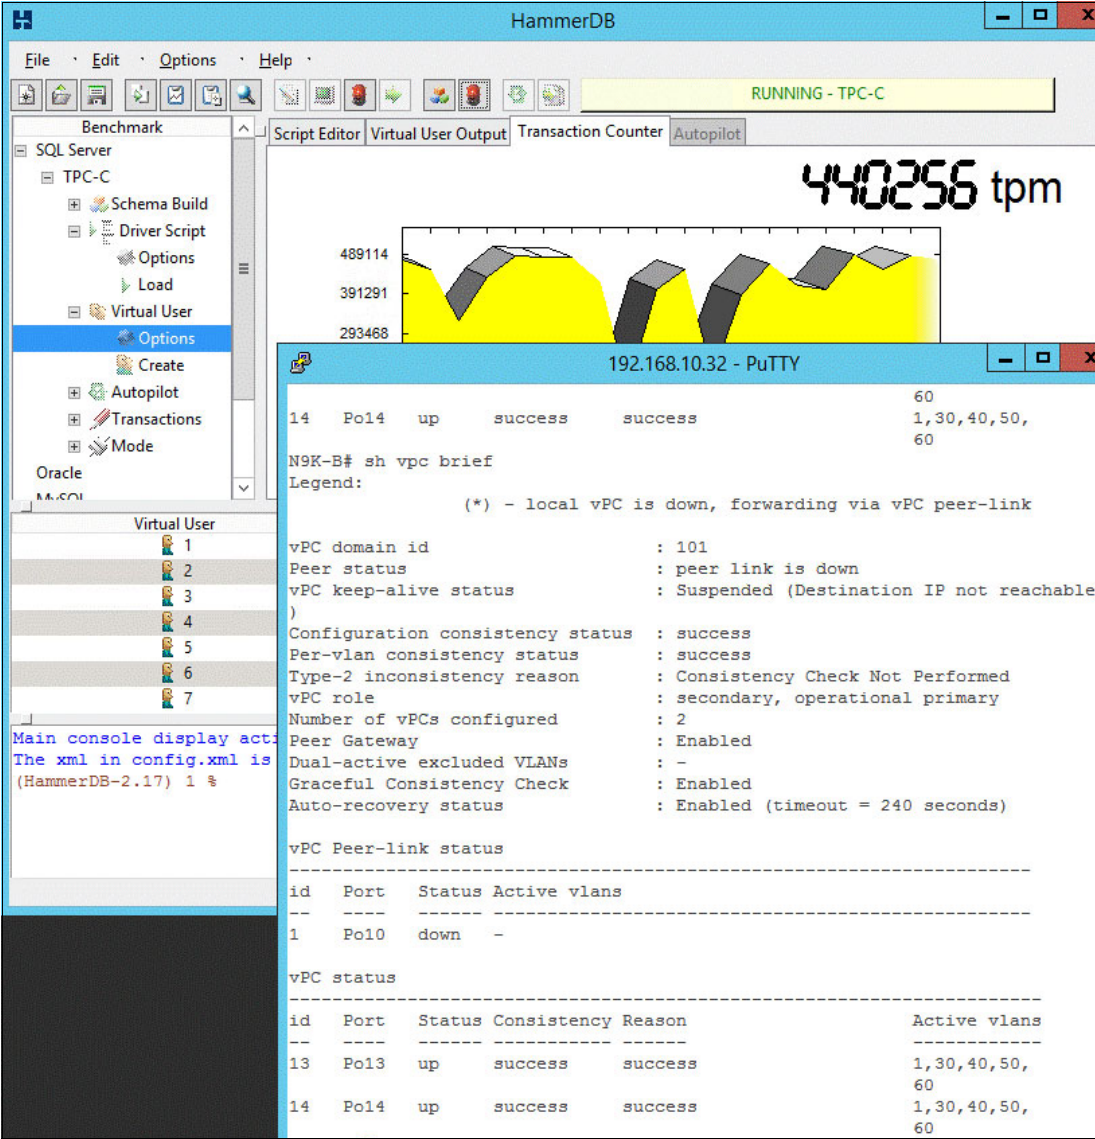 HammerDB
File Edit Options Help
RUNNING - TPC-C
Benchmark
SQL Server
TPC-C
Schema Build
Driver Script
Options
Load
Virtual User
Options
Create
Autopilot
Transactions
Mode
Oracle
Script Editor Virtual User Output Transaction Counter Autopilot
440256 tpm
489114
391291
293468
Virtual User
1
2
3
4
5
6
7
Main console display acti
The xml in config.xml is
(HammerDB-2.17) 1 %
192.168.10.32 - PuTTY
60
14 Po14 up success success 1,30,40,50,
60
N9K-B# sh vpc brief
Legend:
(*) - local vPC is down, forwarding via vPC peer-link
vPC domain id : 101
Peer status : peer link is down
vPC keep-alive status : Suspended (Destination IP not reachable
)
Configuration consistency status : success
Per-vlan consistency status : success
Type-2 inconsistency reason : Consistency Check Not Performed
vPC role : secondary, operational primary
Number of vPCs configured : 2
Peer Gateway : Enabled
Dual-active excluded VLANs : -
Graceful Consistency Check : Enabled
Auto-recovery status : Enabled (timeout = 240 seconds)
vPC Peer-link status
---------------------------------------------------------------------
id Port Status Active vlans
-- ---- ------ --------------------------------------------------
1 Po10 down -
vPC status
----------------------------------------------------------------------
id Port Status Consistency Reason Active vlans
-- ---- ------ ----------- ------ ------------
13 Po13 up success success 1,30,40,50,
60
14 Po14 up success success 1,30,40,50,
60